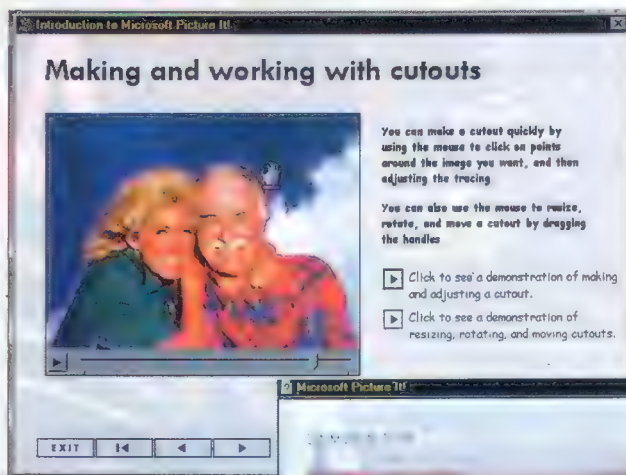 Introduction to Microsoft Picture It!
Making and working with cutouts
You can make a cutout quickly by
using the mouse to click on points
around the image you want, and then
adjusting the tracing
You can also use the mouse to resize,
rotate, and move a cutout by dragging
the handles
Click to see a demonstration of making
and adjusting a cutout.
Click to see a demonstration of
resizing, rotating, and moving cutouts.
EXIT
Microsoft Picture It!